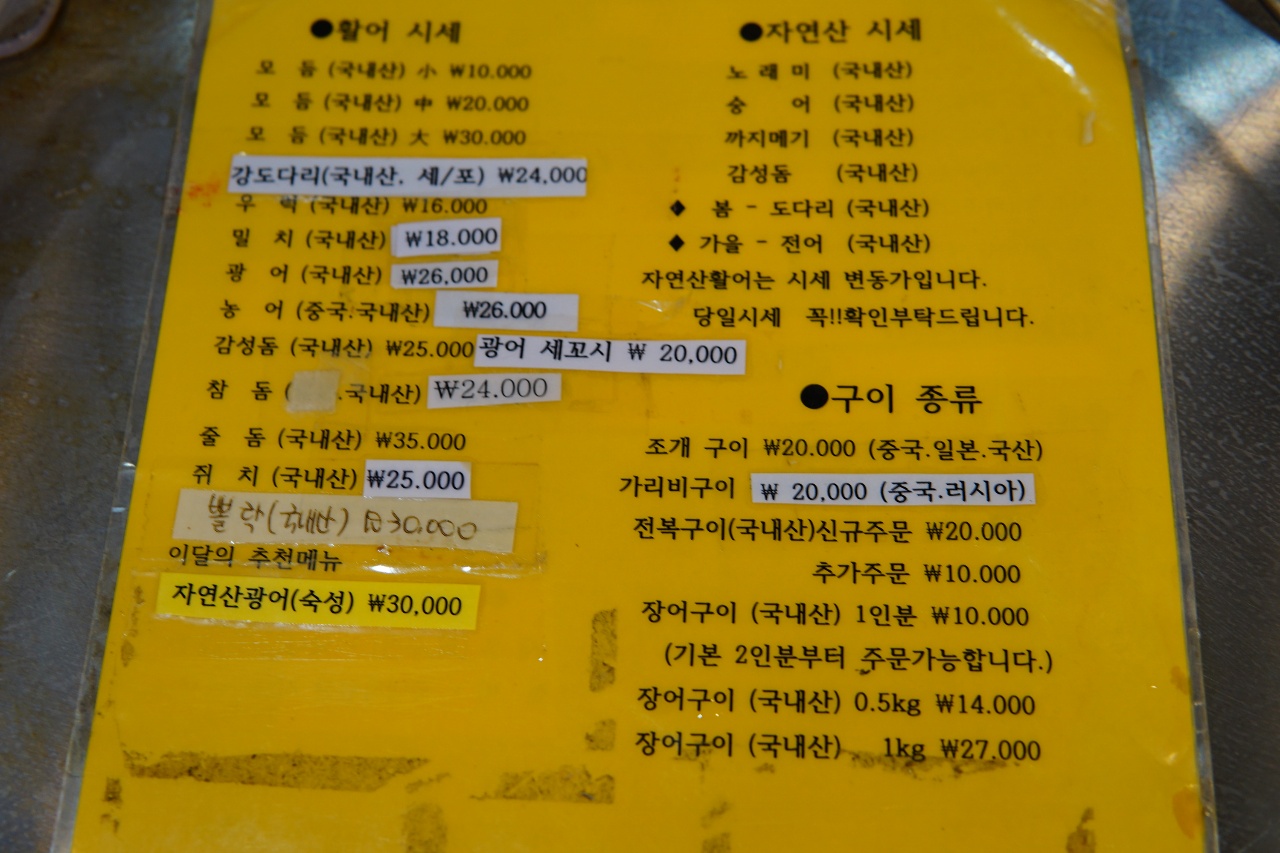 ●활어 시세
모 듬 (국내산) 小 ₩10.000
모 듬 (국내산) 中 ₩20.000
모 듬 (국내산) 大 ₩30.000
강도다리(국내산, 세/포) ₩24,000
우 럭 (국내산) ₩16.000
밀 치 (국내산) ₩18.000
광 어 (국내산) ₩26,000
농 어 (중국.국내산) ₩26.000
감성돔 (국내산) ₩25.000 광어 세꼬시 ₩ 20,000
참 돔 ( .국내산) ₩24.000
줄 돔 (국내산) ₩35.000
쥐 치 (국내산) ₩25.000
뽈락(국내산) ₩30,000
이달의 추천메뉴
자연산광어(숙성) ₩30,000
●자연산 시세
노 래 미 (국내산)
숭 어 (국내산)
까지메기 (국내산)
감성돔 (국내산)
◆ 봄 - 도다리 (국내산)
◆ 가을 - 전어 (국내산)
자연산활어는 시세 변동가입니다.
당일시세 꼭!!확인부탁드립니다.
●구이 종류
조개 구이 ₩20.000 (중국.일본.국산)
가리비구이 ₩ 20,000 (중국.러시아)
전복구이(국내산)신규주문 ₩20.000
추가주문 ₩10.000
장어구이 (국내산) 1인분 ₩10.000
(기본 2인분부터 주문가능합니다.)
장어구이 (국내산) 0.5kg ₩14.000
장어구이 (국내산) 1kg ₩27.000